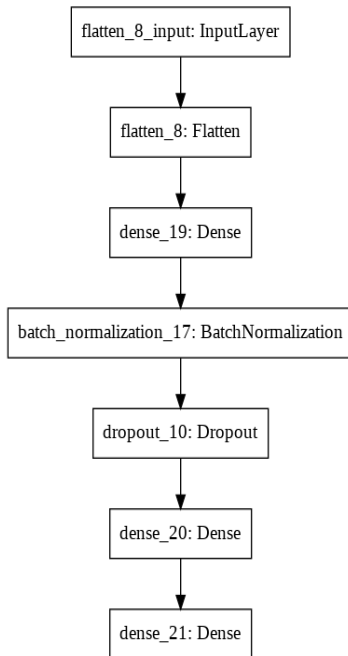 flatten_8_input: InputLayer
flatten_8: Flatten
dense_19: Dense
batch_normalization_17: BatchNormalization
dropout_10: Dropout
dense_20: Dense
dense_21: Dense